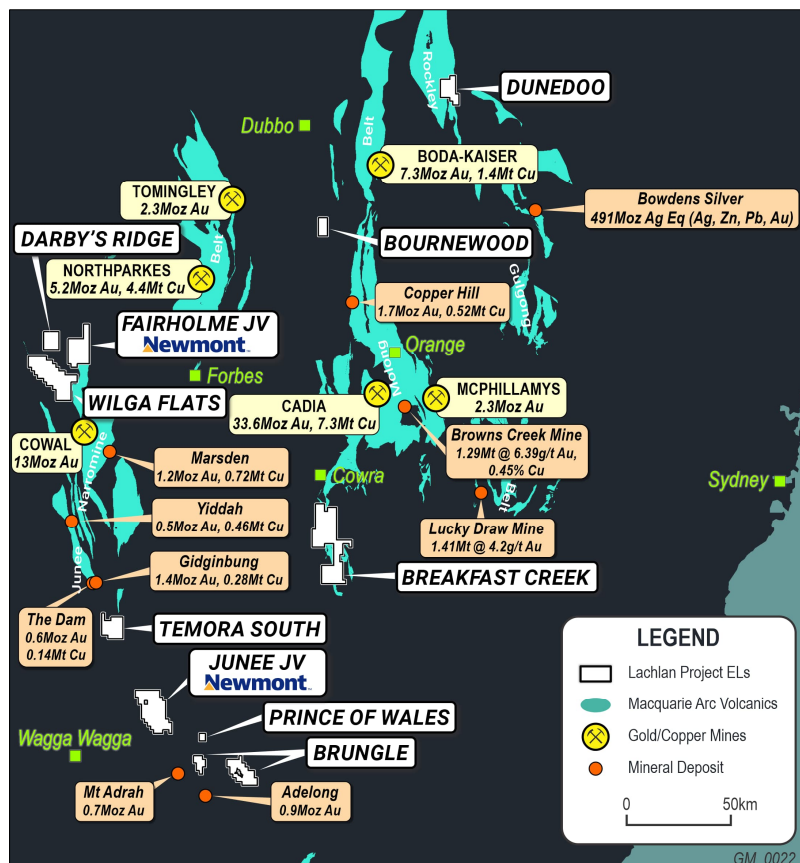 Rockley
DUNEDOO
Dubbo
Belt
BODA-KAISER
7.3Moz Au, 1.4Mt Cu
TOMINGLEY
2.3Moz Au
Bowdens Silver
491Moz Ag Eq (Ag, Zn, Pb, Au)
DARBY'S RIDGE
Belt
BOURNEWOOD
NORTHPARKES
5.2Moz Au, 4.4Mt Cu
Gulgong
Copper Hill
1.7Moz Au, 0.52Mt Cu
FAIRHOLME JV
Newmont™
Orange
Molong
Forbes
WILGA FLATS
CADIA
33.6Moz Au, 7.3Mt Cu
MCPHILLAMYS
2.3Moz Au
COWAL
13Moz Au
Narromine
Browns Creek Mine
1.29Mt @ 6.39g/t Au,
0.45% Cu
Marsden
1.2Moz Au, 0.72Mt Cu
Cowra
Sydney
Belt
Yiddah
0.5Moz Au, 0.46Mt Cu
Lucky Draw Mine
1.41Mt @ 4.2g/t Au
Junee
Gidginbung
1.4Moz Au, 0.28Mt Cu
BREAKFAST CREEK
The Dam
0.6Moz Au
0.14Mt Cu
TEMORA SOUTH
JUNEE JV
Newmont™
PRINCE OF WALES
Wagga Wagga
BRUNGLE
Mt Adrah
0.7Moz Au
Adelong
0.9Moz Au
LEGEND
Lachlan Project ELs
Macquarie Arc Volcanics
Gold/Copper Mines
Mineral Deposit
0 50km
GM_0022